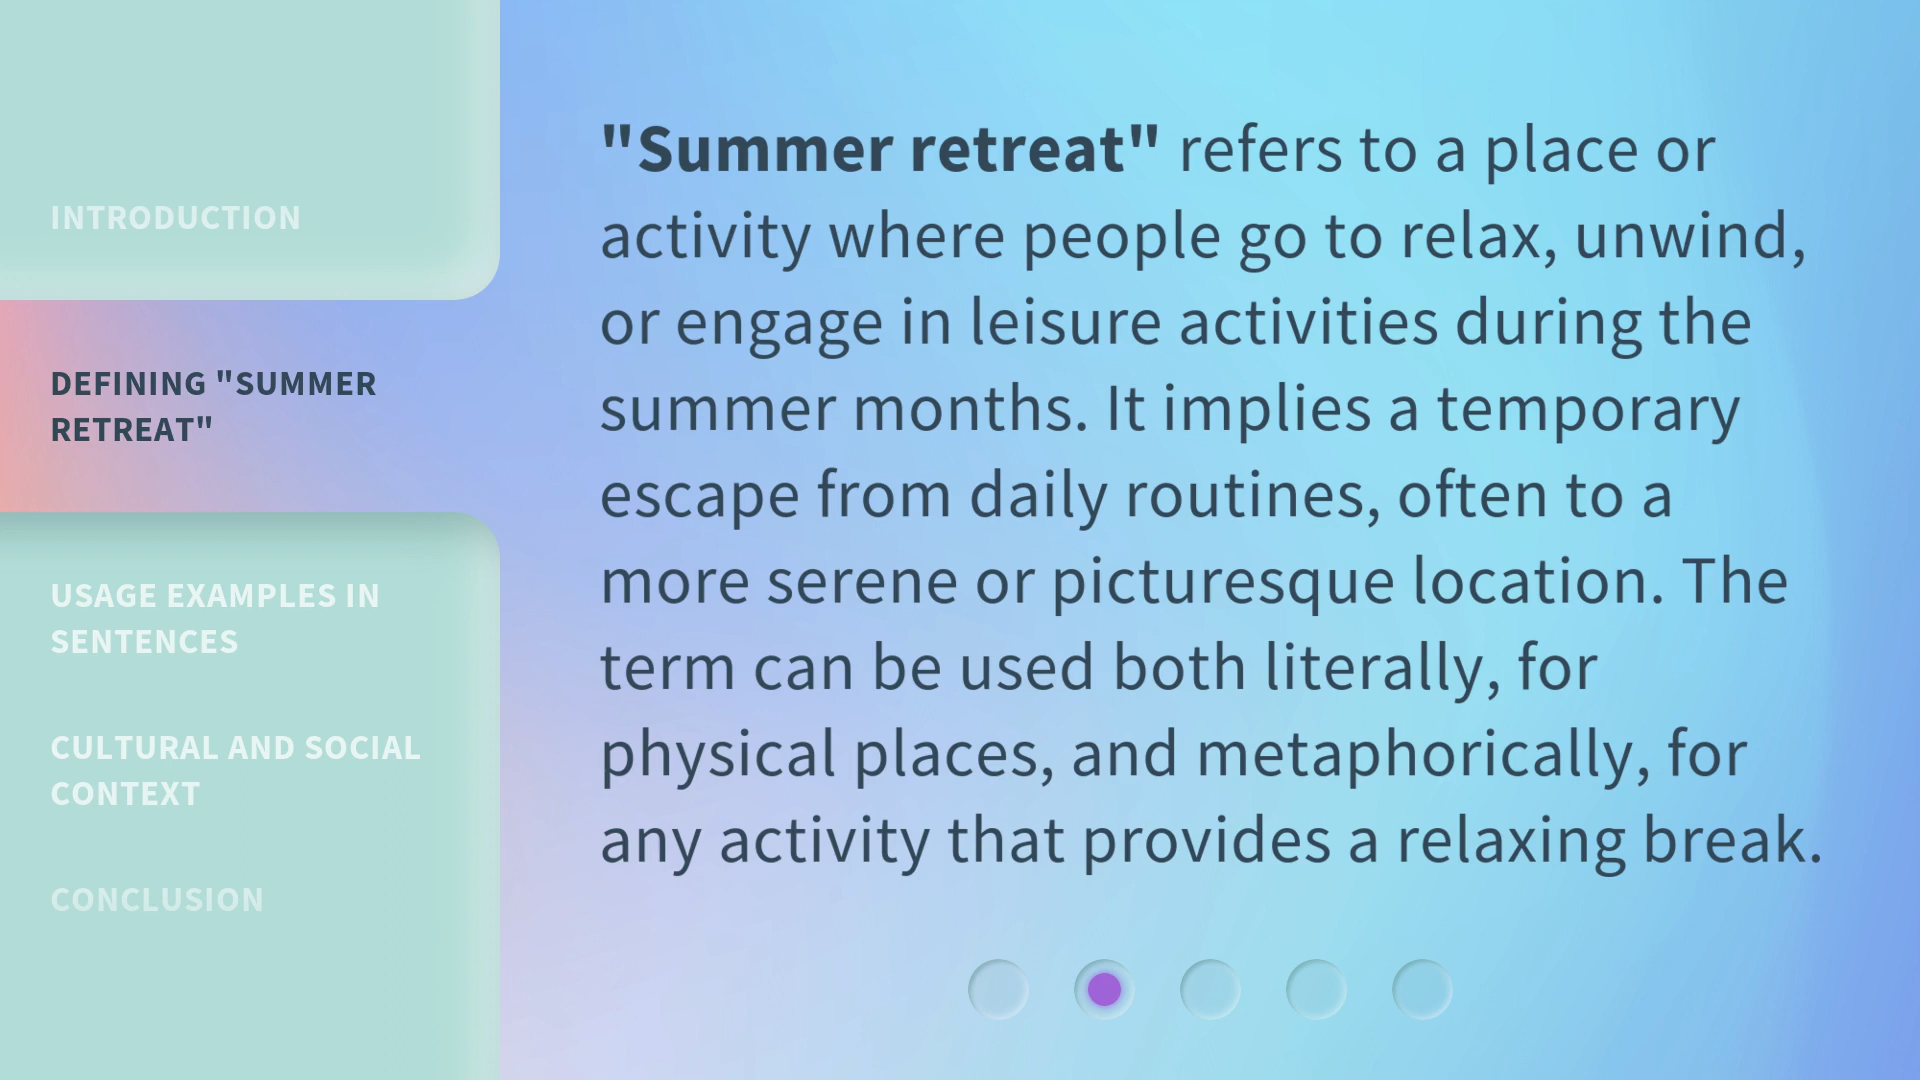 INTRODUCTION
DEFINING "SUMMER
RETREAT"
USAGE EXAMPLES IN
SENTENCES
CULTURAL AND SOCIAL
CONTEXT
CONCLUSION
"Summer retreat" refers to a place or
activity where people go to relax, unwind,
or engage in leisure activities during the
summer months. It implies a temporary
escape from daily routines, often to a
more serene or picturesque location. The
term can be used both literally, for
physical places, and metaphorically, for
any activity that provides a relaxing break.